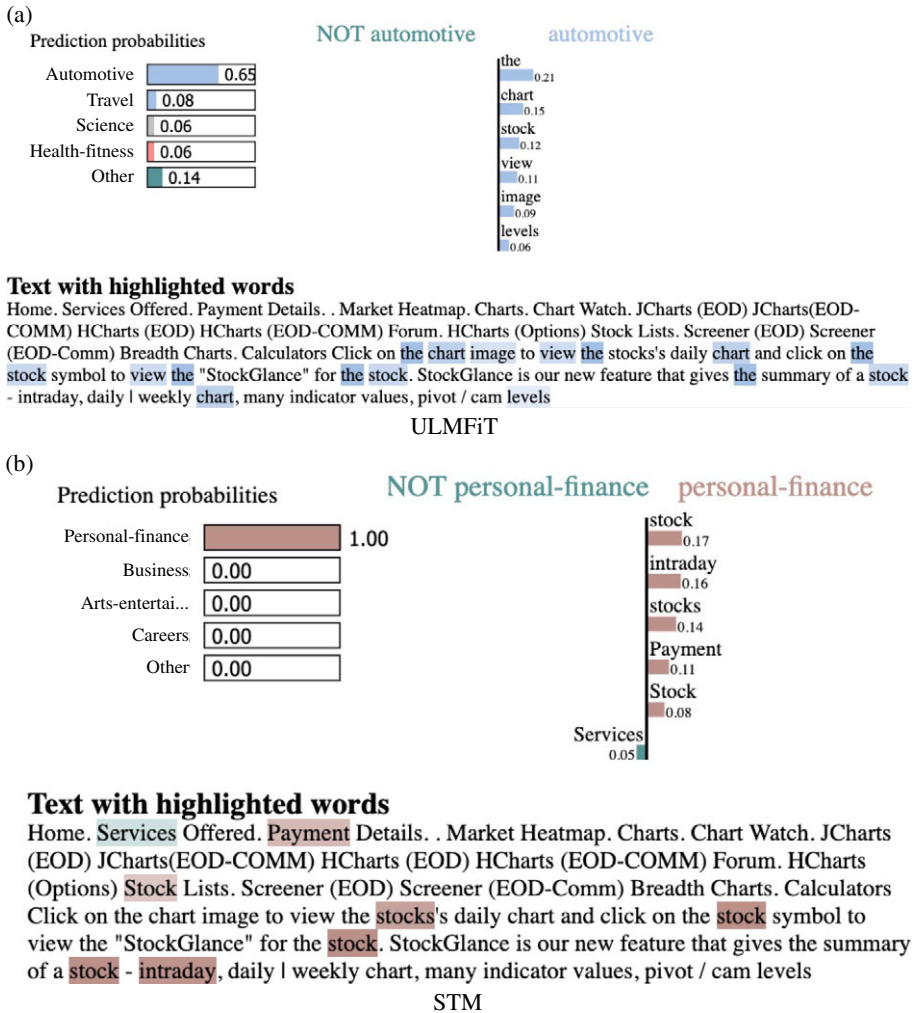 (a)
Prediction probabilities
Automotive 0.65
Travel 0.08
Science 0.06
Health-fitness 0.06
Other 0.14
NOT automotive automotive
the
0.21
chart
0.15
stock
0.12
view
0.11
image
0.09
levels
0.06
Text with highlighted words
Home. Services Offered. Payment Details. . Market Heatmap. Charts. Chart Watch. JCharts (EOD) JCharts(EOD-
COMM) HCharts (EOD) HCharts (EOD-COMM) Forum. HCharts (Options) Stock Lists. Screener (EOD) Screener
(EOD-Comm) Breadth Charts. Calculators Click on the chart image to view the stocks's daily chart and click on the
stock symbol to view the "StockGlance" for the stock. StockGlance is our new feature that gives the summary of a stock
- intraday, daily | weekly chart, many indicator values, pivot / cam levels
ULMFiT
(b)
Prediction probabilities
Personal-finance 1.00
Business 0.00
Arts-entertai... 0.00
Careers 0.00
Other 0.00
NOT personal-finance personal-finance
stock
0.17
intraday
0.16
stocks
0.14
Payment
0.11
Stock
0.08
Services
0.05
Text with highlighted words
Home. Services Offered. Payment Details. . Market Heatmap. Charts. Chart Watch. JCharts
(EOD) JCharts(EOD-COMM) HCharts (EOD) HCharts (EOD-COMM) Forum. HCharts
(Options) Stock Lists. Screener (EOD) Screener (EOD-Comm) Breadth Charts. Calculators
Click on the chart image to view the stocks's daily chart and click on the stock symbol to
view the "StockGlance" for the stock. StockGlance is our new feature that gives the summary
of a stock - intraday, daily | weekly chart, many indicator values, pivot / cam levels
STM